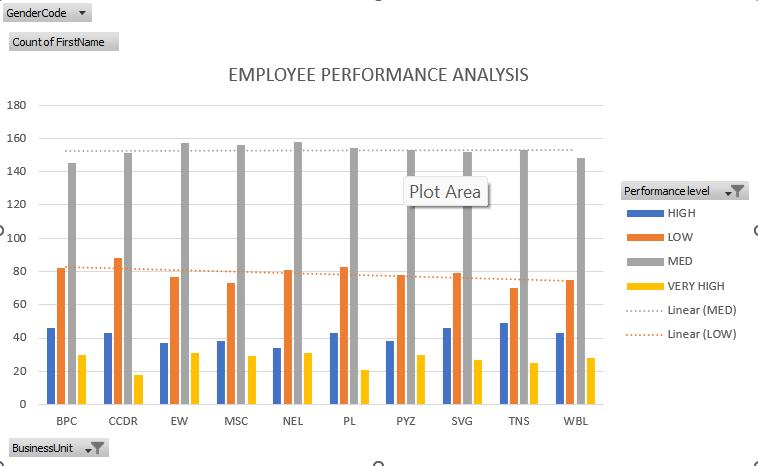 GenderCode
Count of FirstName
EMPLOYEE PERFORMANCE ANALYSIS
180
160
140
120
100
80
60
40
20
0
BPC CCDR EW MSC NEL PL PYZ SVG TNS WBL
Plot Area
Performance level
HIGH
LOW
MED
VERY HIGH
Linear (MED)
Linear (LOW)
BusinessUnit